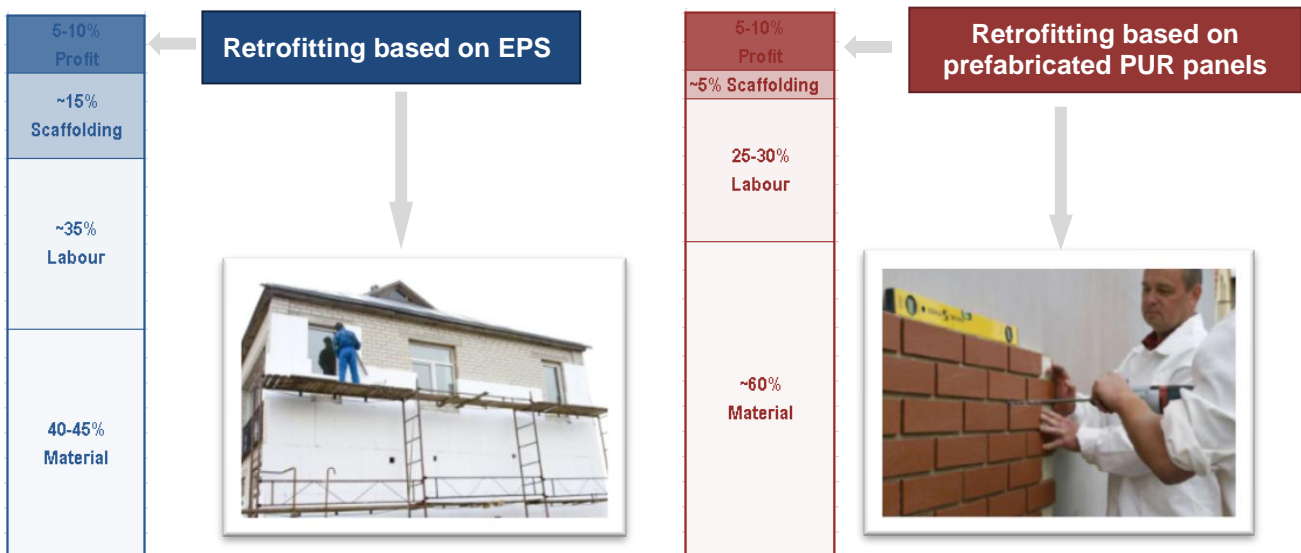 5-10%
Profit
~15%
Scaffolding
~35%
Labour
40-45%
Material
Retrofitting based on EPS
5-10%
Profit
~5% Scaffolding
25-30%
Labour
~60%
Material
Retrofitting based on
prefabricated PUR panels